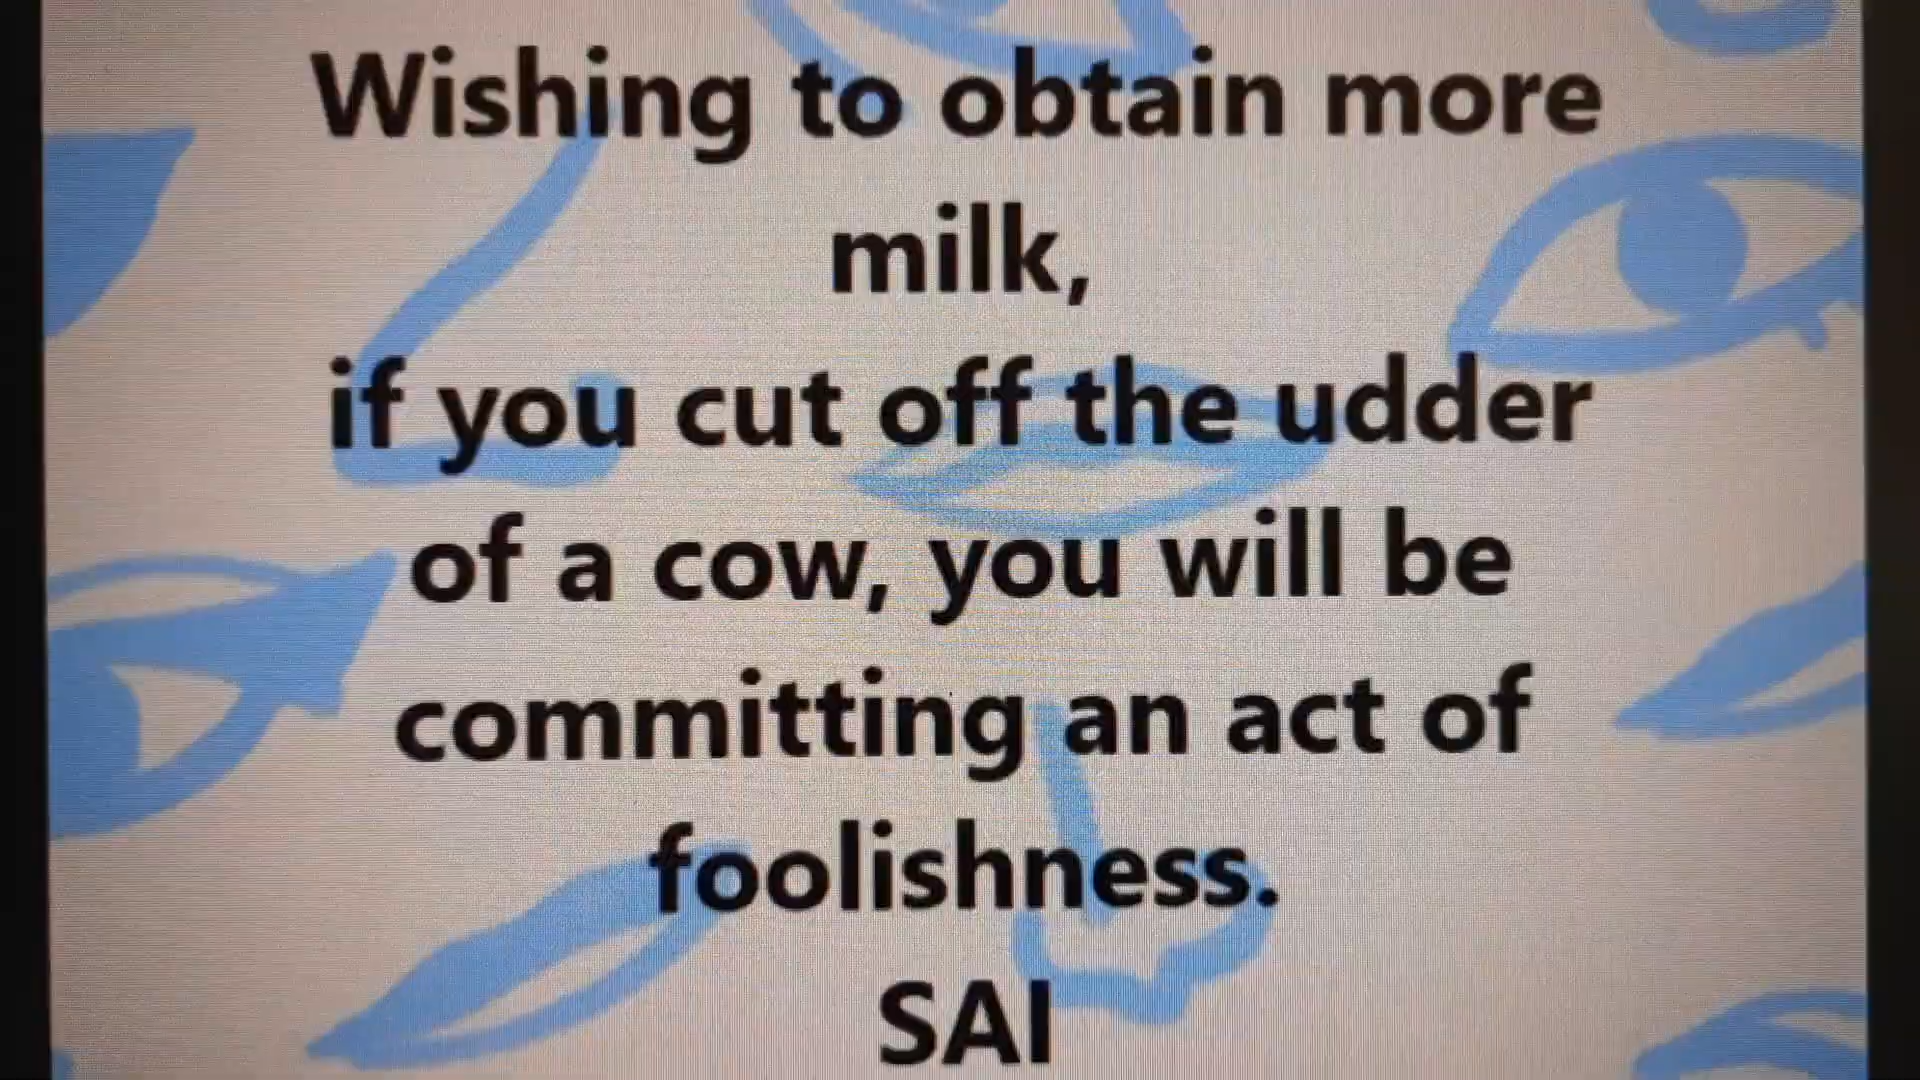 Wishing to obtain more
milk,
if you cut off the udder
of a cow, you will be
committing an act of
foolishness.
SAI